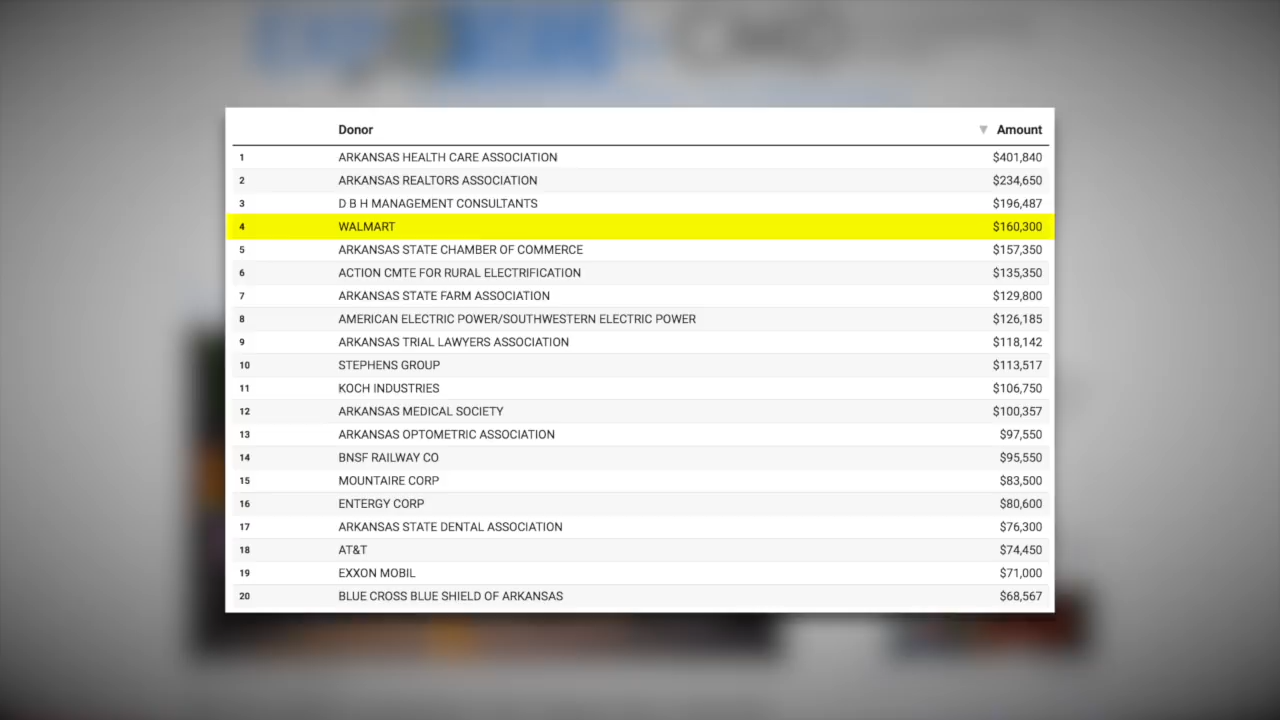 Donor ▼ Amount
1 ARKANSAS HEALTH CARE ASSOCIATION $401,840
2 ARKANSAS REALTORS ASSOCIATION $234,650
3 D B H MANAGEMENT CONSULTANTS $196,487
4 WALMART $160,300
5 ARKANSAS STATE CHAMBER OF COMMERCE $157,350
6 ACTION CMTE FOR RURAL ELECTRIFICATION $135,350
7 ARKANSAS STATE FARM ASSOCIATION $129,800
8 AMERICAN ELECTRIC POWER/SOUTHWESTERN ELECTRIC POWER $126,185
9 ARKANSAS TRIAL LAWYERS ASSOCIATION $118,142
10 STEPHENS GROUP $113,517
11 KOCH INDUSTRIES $106,750
12 ARKANSAS MEDICAL SOCIETY $100,357
13 ARKANSAS OPTOMETRIC ASSOCIATION $97,550
14 BNSF RAILWAY CO $95,550
15 MOUNTAIRE CORP $83,500
16 ENTERGY CORP $80,600
17 ARKANSAS STATE DENTAL ASSOCIATION $76,300
18 AT&T $74,450
19 EXXON MOBIL $71,000
20 BLUE CROSS BLUE SHIELD OF ARKANSAS $68,567